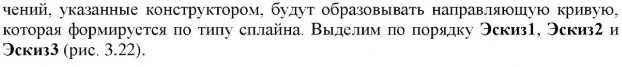 чений, указанные конструктором, будут образовывать направляющую кривую,
которая формируется по типу сплайна. Выделим по порядку Эскиз1, Эскиз2 и
Эскиз3 (рис. 3.22).